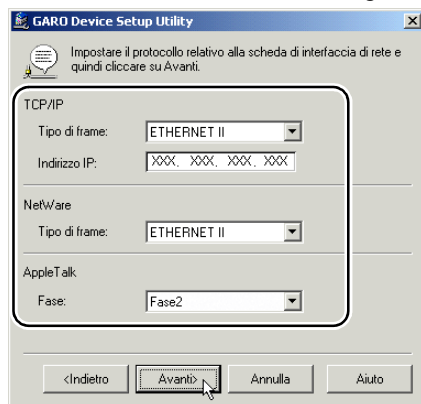 GARO Device Setup Utility
Impostare il protocollo relativo alla scheda di interfaccia di rete e
quindi cliccare su Avanti.
TCP/IP
Tipo di frame: ETHERNET II
Indirizzo IP: XXX. XXX. XXX. XXX
NetWare
Tipo di frame: ETHERNET II
AppleTalk
Fase: Fase2
<Indietro Avanti> Annulla Aiuto